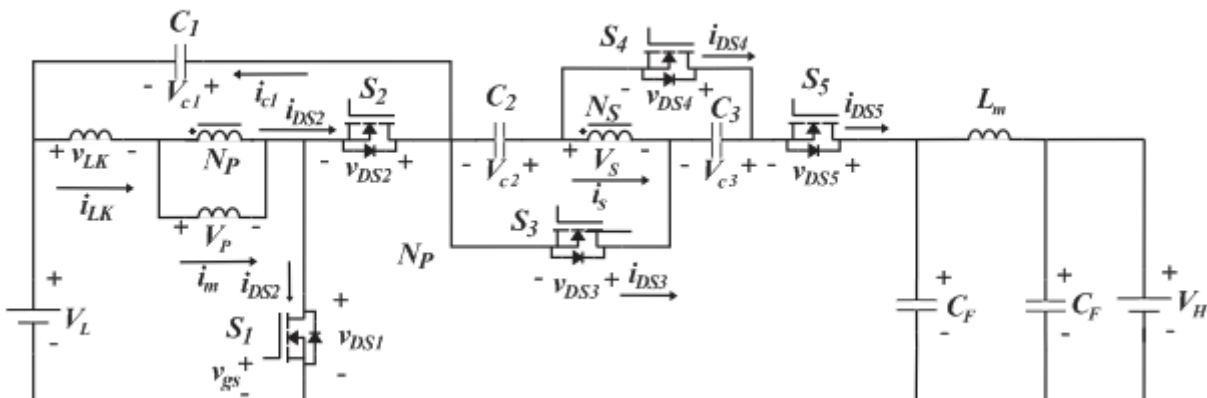 C1
- Vc1 +
ic1
iDS2
S2
- vDS2 +
C2
- Vc2 +
S4
iDS4
- vDS4 +
NS
+ VS -
is
C3
- Vc3 +
S5
iDS5
- vDS5 +
Lm
+ vLK -
iLK
NP
+ VP -
im
iDS2
S3
- vDS3 +
iDS3
NP
+
VL
-
S1
vgs
+
-
+
vDS1
-
+
CF
-
+
CF
-
+
VH
-